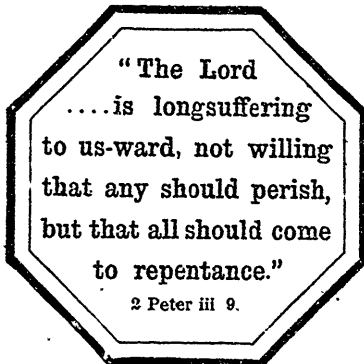 “The Lord
....is longsuffering
to us-ward, not willing
that any should perish,
but that all should come
to repentance.”
2 Peter iii 9.